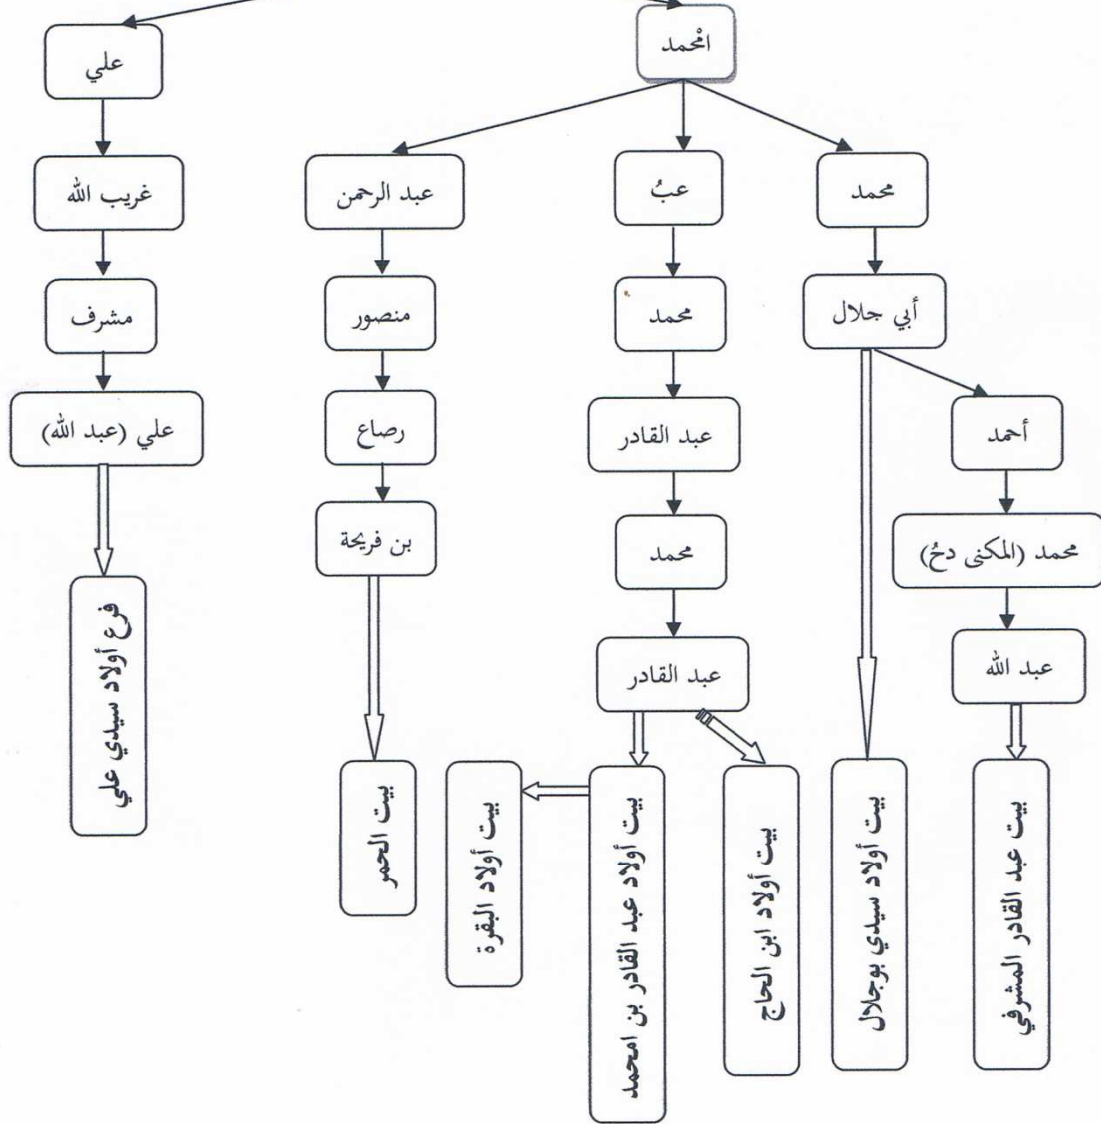 امْحمد
علي
محمد
عبُ
عبد الرحمن
غريب الله
أبي جلال
محمد
منصور
مشرف
أحمد
عبد القادر
رصاع
علي (عبد الله)
محمد (المكنى دحُ)
محمد
بن فريحة
عبد الله
عبد القادر
بيت عبد القادر المشرفي
بيت أولاد سيدي بوجلال
بيت أولاد ابن الحاج
بيت أولاد عبد القادر بن امحمد
بيت أولاد البقرة
بيت الحمر
فرع أولاد سيدي علي